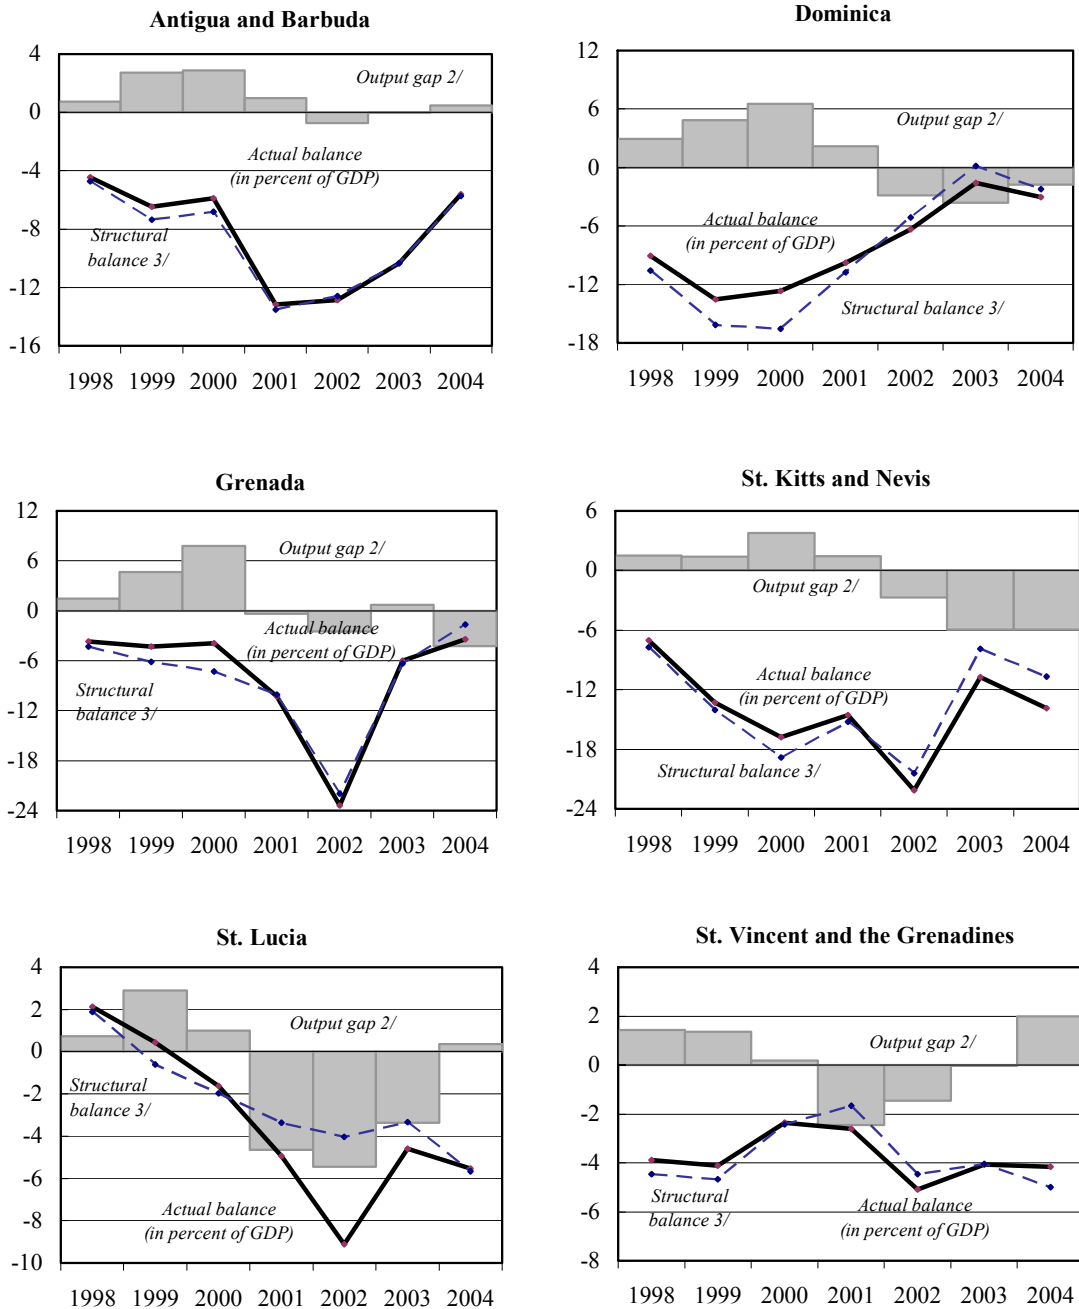 Antigua and Barbuda
4
0
-4
-8
-12
-16
Output gap 2/
Actual balance
(in percent of GDP)
Structural
balance 3/
1998 1999 2000 2001 2002 2003 2004
Dominica
12
6
0
-6
-12
-18
Output gap 2/
Actual balance
(in percent of GDP)
Structural balance 3/
1998 1999 2000 2001 2002 2003 2004
Grenada
12
6
0
-6
-12
-18
-24
Output gap 2/
Actual balance
(in percent of GDP)
Structural
balance 3/
1998 1999 2000 2001 2002 2003 2004
St. Kitts and Nevis
6
0
-6
-12
-18
-24
Output gap 2/
Actual balance
(in percent of GDP)
Structural balance 3/
1998 1999 2000 2001 2002 2003 2004
St. Lucia
4
2
0
-2
-4
-6
-8
-10
Output gap 2/
Structural
balance 3/
Actual balance
(in percent of GDP)
1998 1999 2000 2001 2002 2003 2004
St. Vincent and the Grenadines
4
2
0
-2
-4
-6
-8
Output gap 2/
Structural
balance 3/
Actual balance
(in percent of GDP)
1998 1999 2000 2001 2002 2003 2004